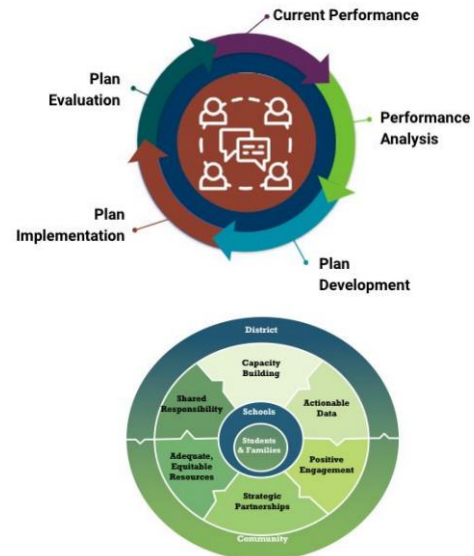 Current Performance
Plan
Evaluation
Performance
Analysis
Plan
Implementation
Plan
Development
District
Capacity
Building
Shared
Responsibility
Actionable
Data
Schools
Students
& Families
Adequate,
Equitable
Resources
Positive
Engagement
Strategic
Partnerships
Community